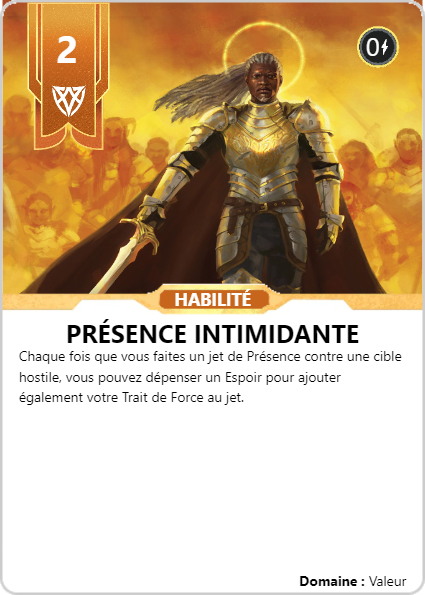 2
0
HABILITÉ
PRÉSENCE INTIMIDANTE
Chaque fois que vous faites un jet de Présence contre une cible
hostile, vous pouvez dépenser un Espoir pour ajouter
également votre Trait de Force au jet.
Domaine : Valeur